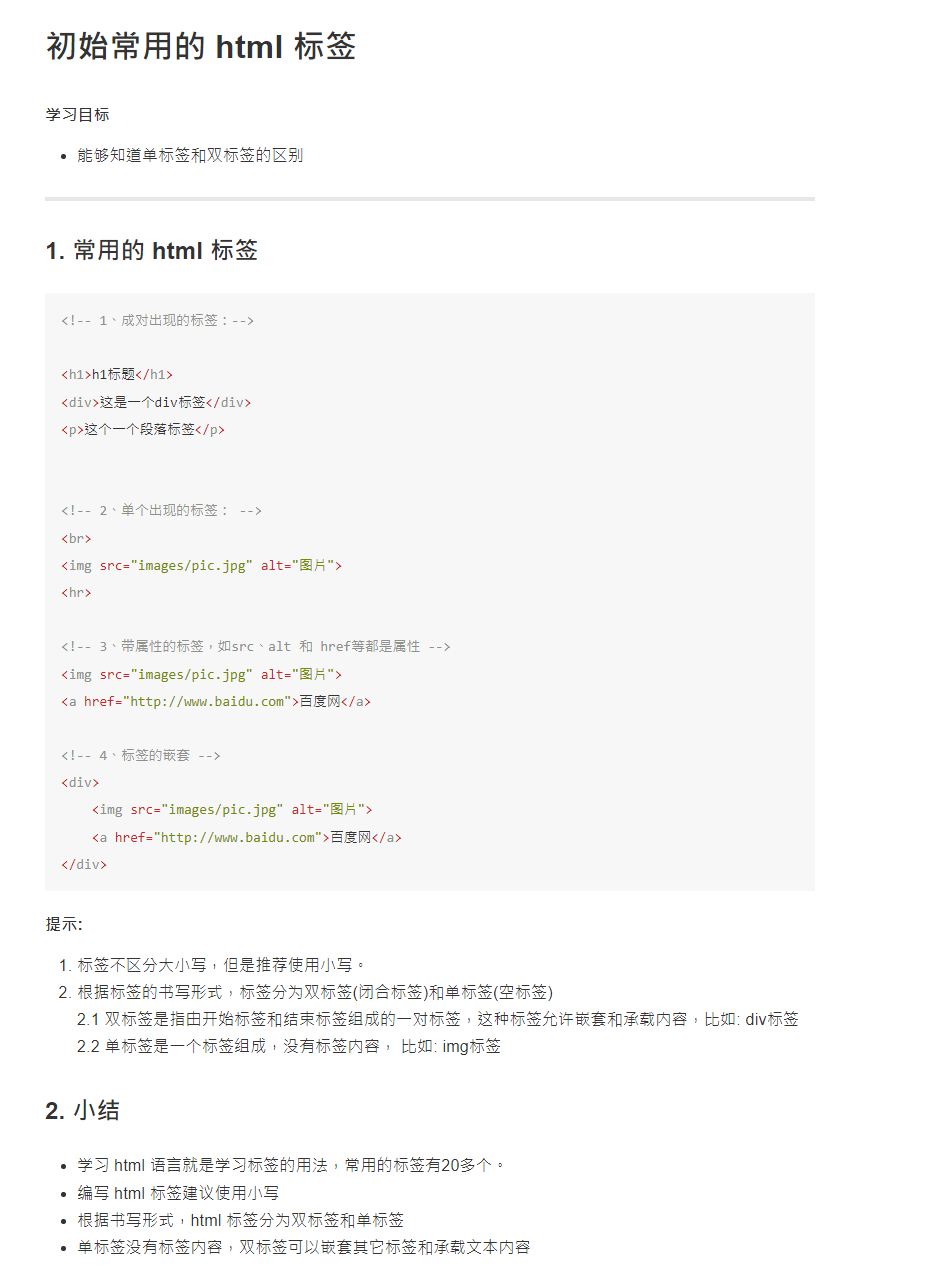 初始常用的 html 标签
学习目标
• 能够知道单标签和双标签的区别
1. 常用的 html 标签
<!-- 1、成对出现的标签：-->
<h1>h1标题</h1>
<div>这是一个div标签</div>
<p>这个一个段落标签</p>
<!-- 2、单个出现的标签： -->
<br>
<img src="images/pic.jpg" alt="图片">
<hr>
<!-- 3、带属性的标签，如src、alt 和 href等都是属性 -->
<img src="images/pic.jpg" alt="图片">
<a href="http://www.baidu.com">百度网</a>
<!-- 4、标签的嵌套 -->
<div>
    <img src="images/pic.jpg" alt="图片">
    <a href="http://www.baidu.com">百度网</a>
</div>
提示:
1. 标签不区分大小写，但是推荐使用小写。
2. 根据标签的书写形式，标签分为双标签(闭合标签)和单标签(空标签)
2.1 双标签是指由开始标签和结束标签组成的一对标签，这种标签允许嵌套和承载内容，比如: div标签
2.2 单标签是一个标签组成，没有标签内容， 比如: img标签
2. 小结
• 学习 html 语言就是学习标签的用法，常用的标签有20多个。
• 编写 html 标签建议使用小写
• 根据书写形式，html 标签分为双标签和单标签
• 单标签没有标签内容，双标签可以嵌套其它标签和承载文本内容